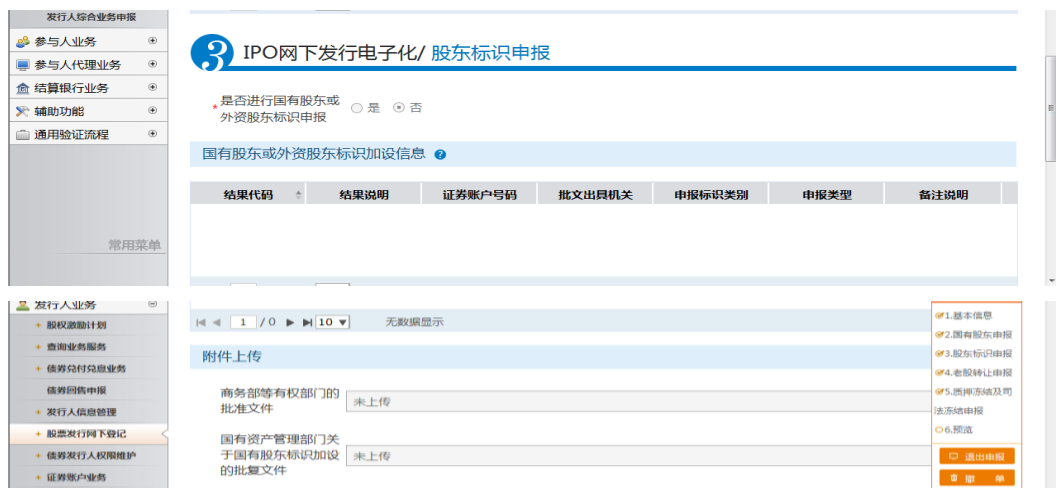 发行人综合业务申报
参与人业务
参与人代理业务
结算银行业务
辅助功能
通用验证流程
常用菜单
3 IPO网下发行电子化/ 股东标识申报
*是否进行国有股东或
外资股东标识申报
是 否
国有股东或外资股东标识加设信息 ?
结果代码 结果说明 证券账户号码 批文出具机关 申报标识类别 申报类型 备注说明
发行人业务
股权激励计划
查询业务服务
债券兑付兑息业务
债券回售申报
发行人信息管理
股票发行网下登记
债券发行人权限维护
证券账户业务
1 / 0 10 无数据显示
附件上传
商务部等有权部门的
批准文件
未上传
国有资产管理部门关
于国有股东标识加设
的批复文件
未上传
1.基本信息
2.国有股东申报
3.股东标识申报
4.老股转让申报
5.质押冻结及司
法冻结申报
6.预览
退出申报
撤 单